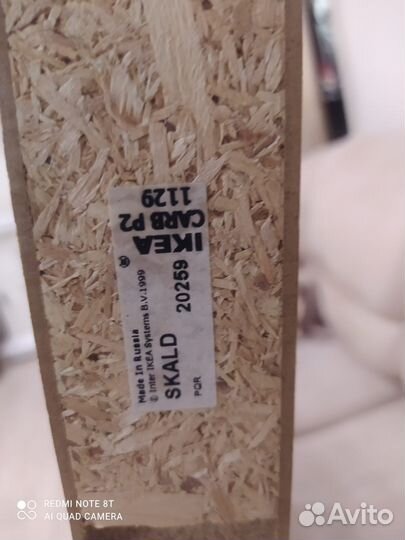 IKEA
CARB P2
1129
Made in Russia
© Inter IKEA Systems B.V.1999
SKALD 20259
PQR
REDMI NOTE 8T
AI QUAD CAMERA
Avito